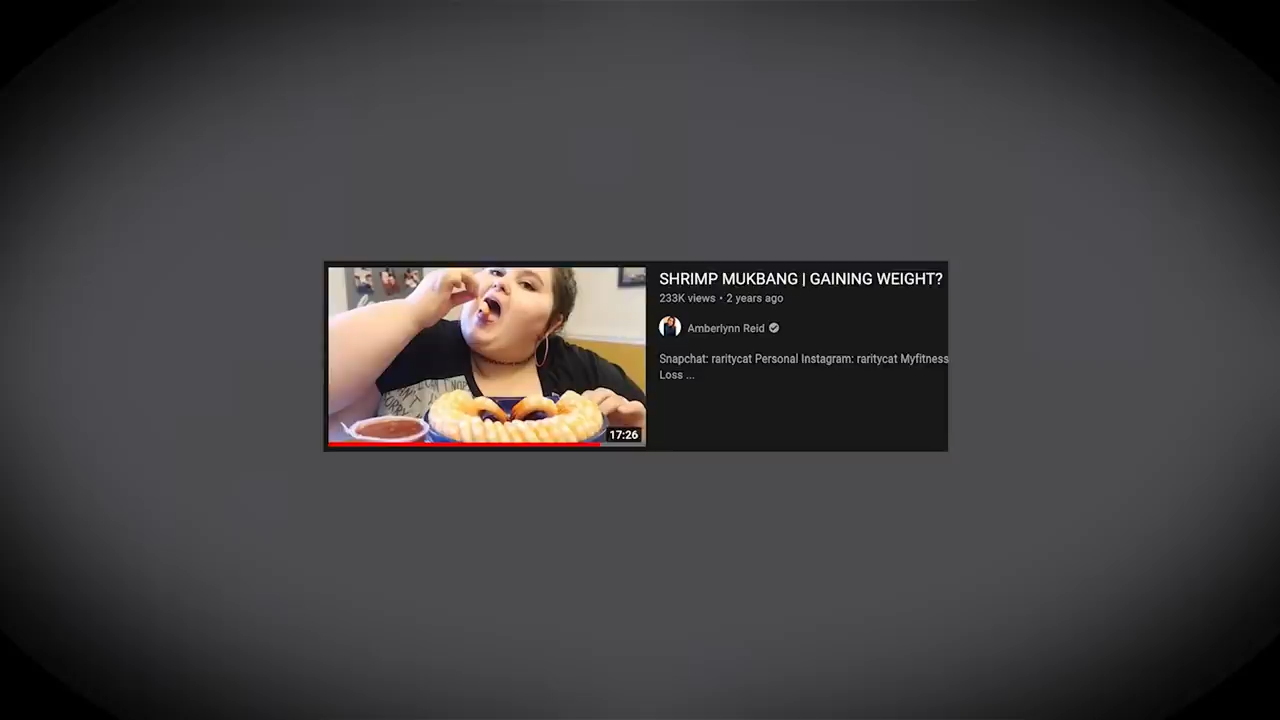 SHRIMP MUKBANG | GAINING WEIGHT?
233K views • 2 years ago
Amberlynn Reid
Snapchat: raritycat Personal Instagram: raritycat Myfitness
Loss ...
17:26